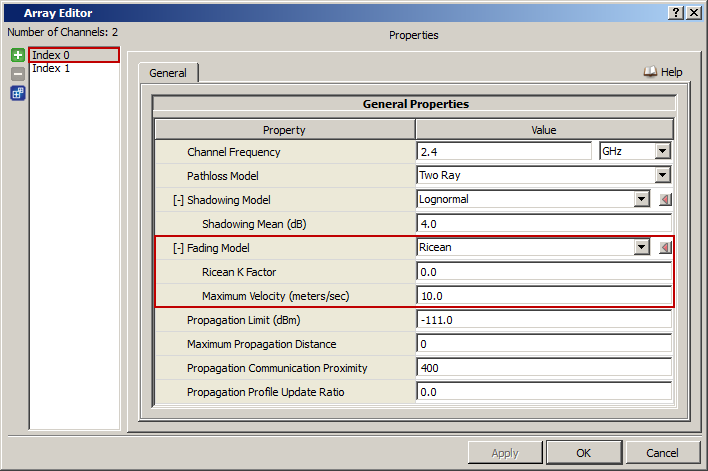 Array Editor
Number of Channels: 2
Properties
Index 0
Index 1
General
Help
General Properties
Property Value
Channel Frequency 2.4 GHz
Pathloss Model Two Ray
[-] Shadowing Model Lognormal
Shadowing Mean (dB) 4.0
[-] Fading Model Ricean
Ricean K Factor 0.0
Maximum Velocity (meters/sec) 10.0
Propagation Limit (dBm) -111.0
Maximum Propagation Distance 0
Propagation Communication Proximity 400
Propagation Profile Update Ratio 0.0
Apply OK Cancel